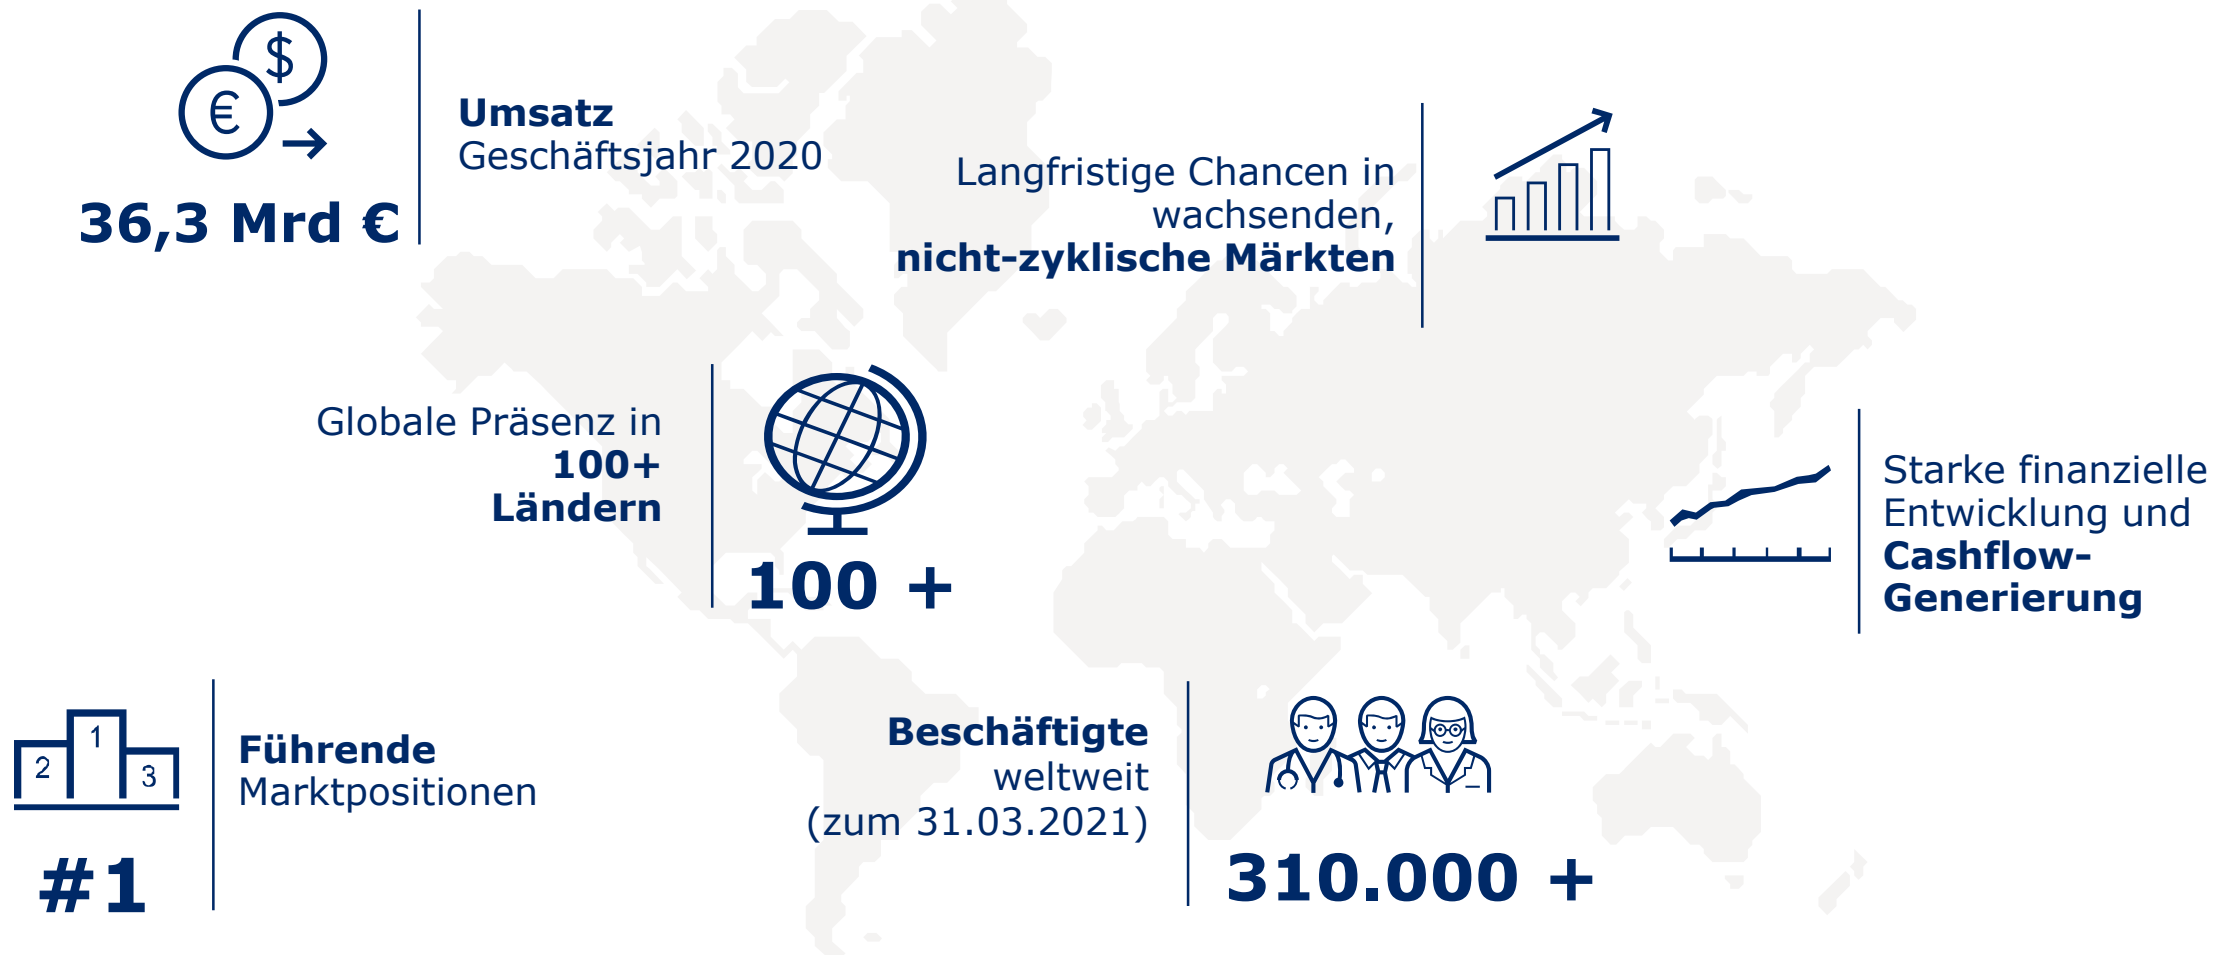 $
€
36,3 Mrd €
Umsatz
Geschäftsjahr 2020
Langfristige Chancen in
wachsenden,
nicht-zyklische Märkten
Globale Präsenz in
100+
Ländern
100 +
Starke finanzielle
Entwicklung und
Cashflow-
Generierung
1
2
3
#1
Führende
Marktpositionen
Beschäftigte
weltweit
(zum 31.03.2021)
310.000 +